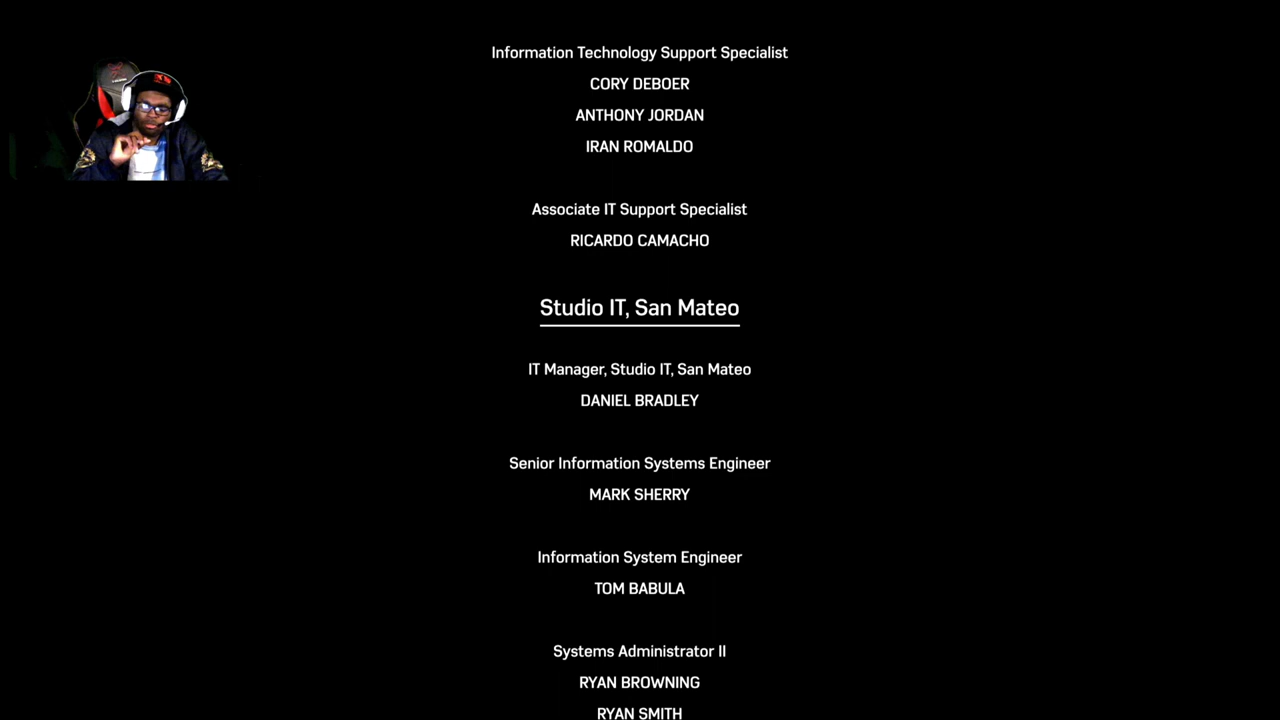 Information Technology Support Specialist
CORY DEBOER
ANTHONY JORDAN
IRAN ROMALDO
Associate IT Support Specialist
RICARDO CAMACHO
Studio IT, San Mateo
IT Manager, Studio IT, San Mateo
DANIEL BRADLEY
Senior Information Systems Engineer
MARK SHERRY
Information System Engineer
TOM BABULA
Systems Administrator II
RYAN BROWNING
RYAN SMITH